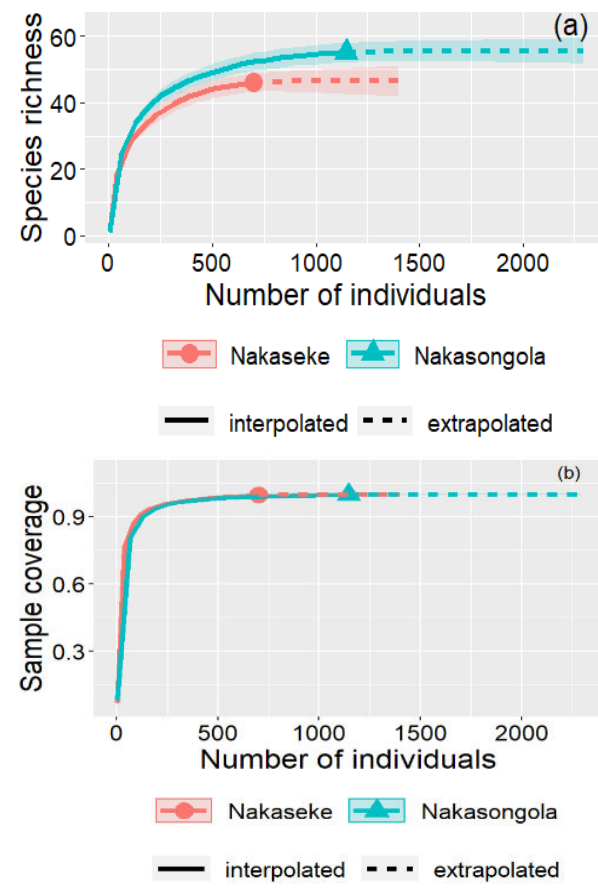 (a)
60
40
20
0
Species richness
0 500 1000 1500 2000
Number of individuals
Nakaseke Nakasongola
interpolated extrapolated
(b)
0.9
0.6
0.3
Sample coverage
0 500 1000 1500 2000
Number of individuals
Nakaseke Nakasongola
interpolated extrapolated